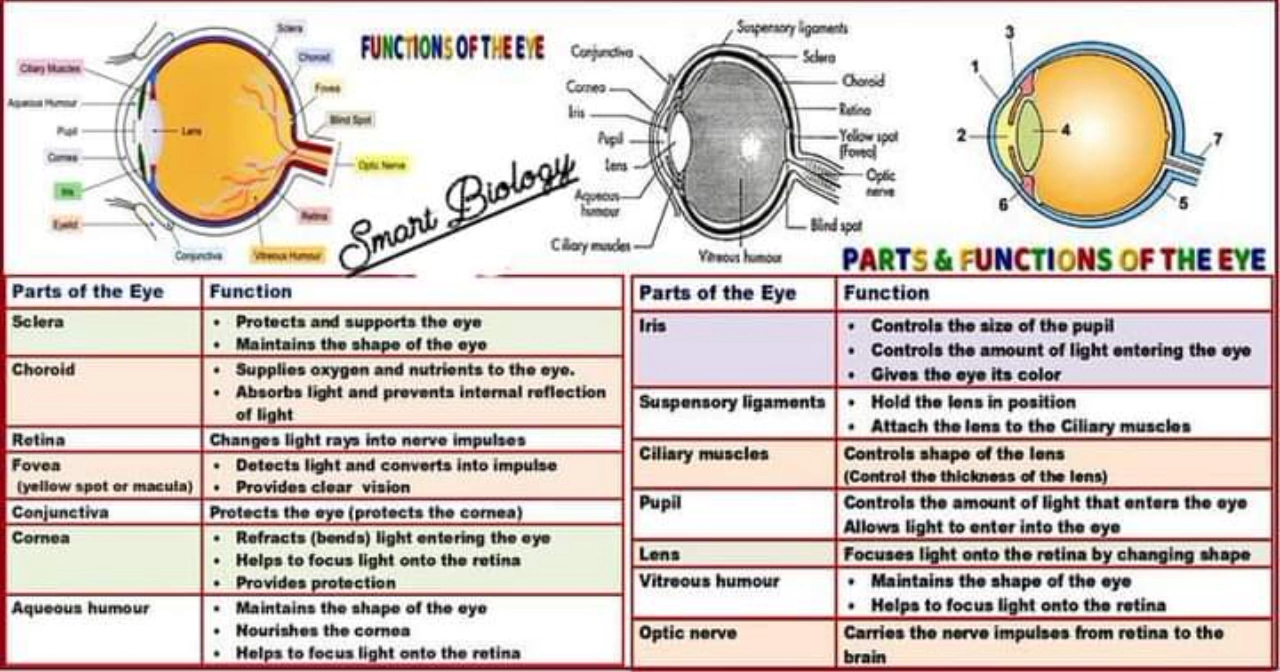 FUNCTIONS OF THE EYE
Sclera
Choroid
Fovea
Blind Spot
Optic Nerve
Retina
Vitreous Humour
Conjunctiva
Ciliary Muscles
Aqueous Humour
Pupil
Lens
Cornea
Iris
Eyelid
Smart Biology
Suspensory ligaments
Sclera
Choroid
Retina
Yellow spot
(Fovea)
Optic
nerve
Blind spot
Vitreous humour
Conjunctiva
Cornea
Iris
Pupil
Lens
Aqueous
humour
Ciliary muscles
3
1
2
4
7
6
5
PARTS & FUNCTIONS OF THE EYE
Parts of the Eye Function
Sclera
• Protects and supports the eye
• Maintains the shape of the eye
Choroid
• Supplies oxygen and nutrients to the eye.
• Absorbs light and prevents internal reflection
of light
Retina Changes light rays into nerve impulses
Fovea
(yellow spot or macula)
• Detects light and converts into impulse
• Provides clear vision
Conjunctiva Protects the eye (protects the cornea)
Cornea
• Refracts (bends) light entering the eye
• Helps to focus light onto the retina
• Provides protection
Aqueous humour
• Maintains the shape of the eye
• Nourishes the cornea
• Helps to focus light onto the retina
Parts of the Eye Function
Iris
• Controls the size of the pupil
• Controls the amount of light entering the eye
• Gives the eye its color
Suspensory ligaments
• Hold the lens in position
• Attach the lens to the Ciliary muscles
Ciliary muscles
Controls shape of the lens
(Control the thickness of the lens)
Pupil
Controls the amount of light that enters the eye
Allows light to enter into the eye
Lens Focuses light onto the retina by changing shape
Vitreous humour
• Maintains the shape of the eye
• Helps to focus light onto the retina
Optic nerve
Carries the nerve impulses from retina to the
brain